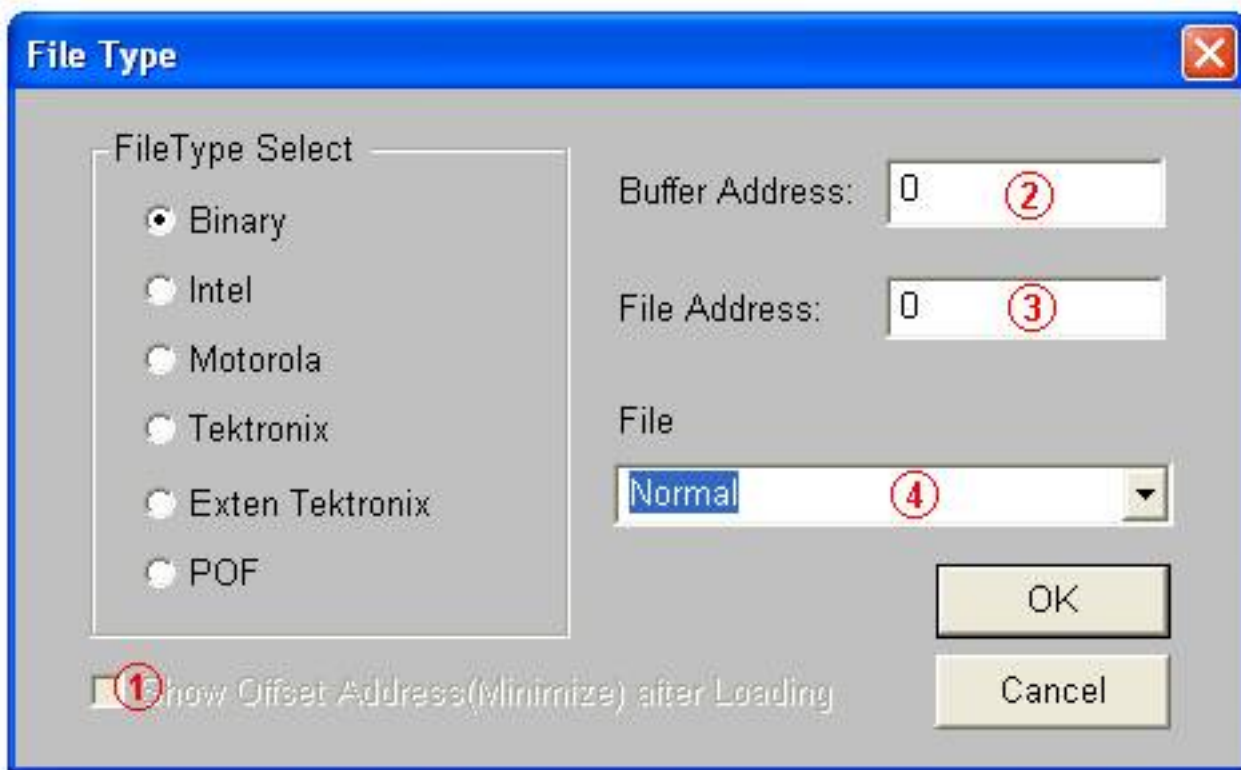 File Type
FileType Select
Binary
Intel
Motorola
Tektronix
Exten Tektronix
POF
① Show Offset Address(Minimize) after Loading
Buffer Address: 0 ②
File Address: 0 ③
File
Normal ④
OK
Cancel